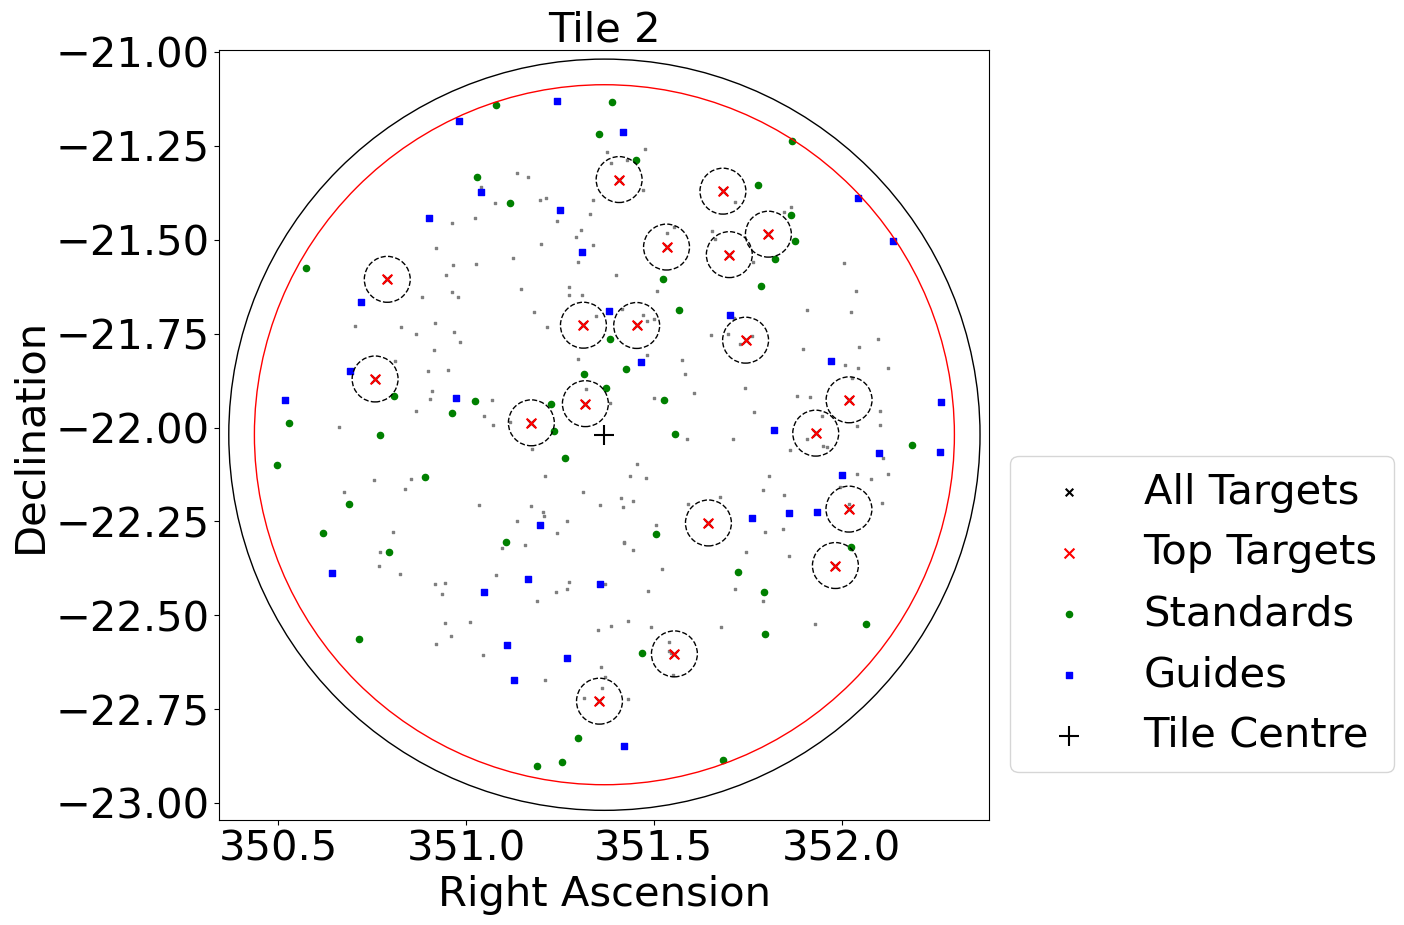 Tile 2
−21.00
−21.25
−21.50
−21.75
−22.00
−22.25
−22.50
−22.75
−23.00
Declination
350.5 351.0 351.5 352.0
Right Ascension
All Targets
Top Targets
Standards
Guides
Tile Centre